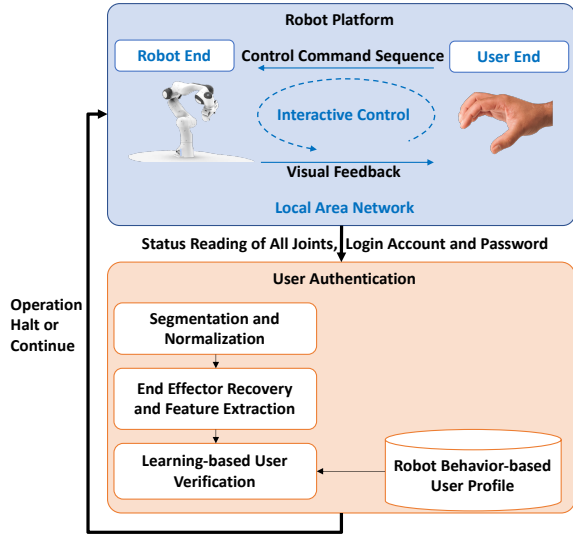 Robot Platform
Robot End
Control Command Sequence
User End
Interactive Control
Visual Feedback
Local Area Network
Status Reading of All Joints, Login Account and Password
User Authentication
Operation
Halt or
Continue
Segmentation and
Normalization
End Effector Recovery
and Feature Extraction
Learning-based User
Verification
Robot Behavior-based
User Profile